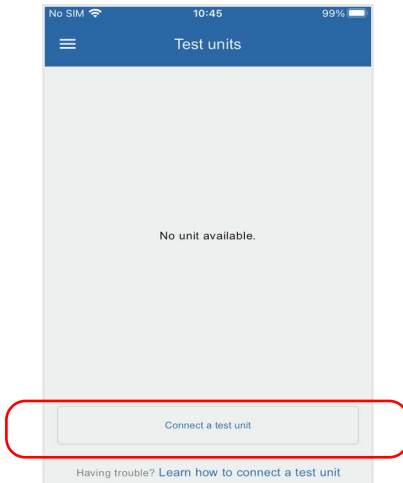 No SIM 10:45 99%
Test units
No unit available.
Connect a test unit
Having trouble? Learn how to connect a test unit